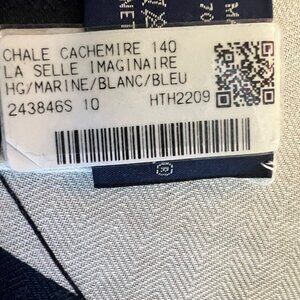 CHALE CACHEMIRE 140
LA SELLE IMAGINAIRE
HG/MARINE/BLANC/BLEU
243846S 10 HTH2209